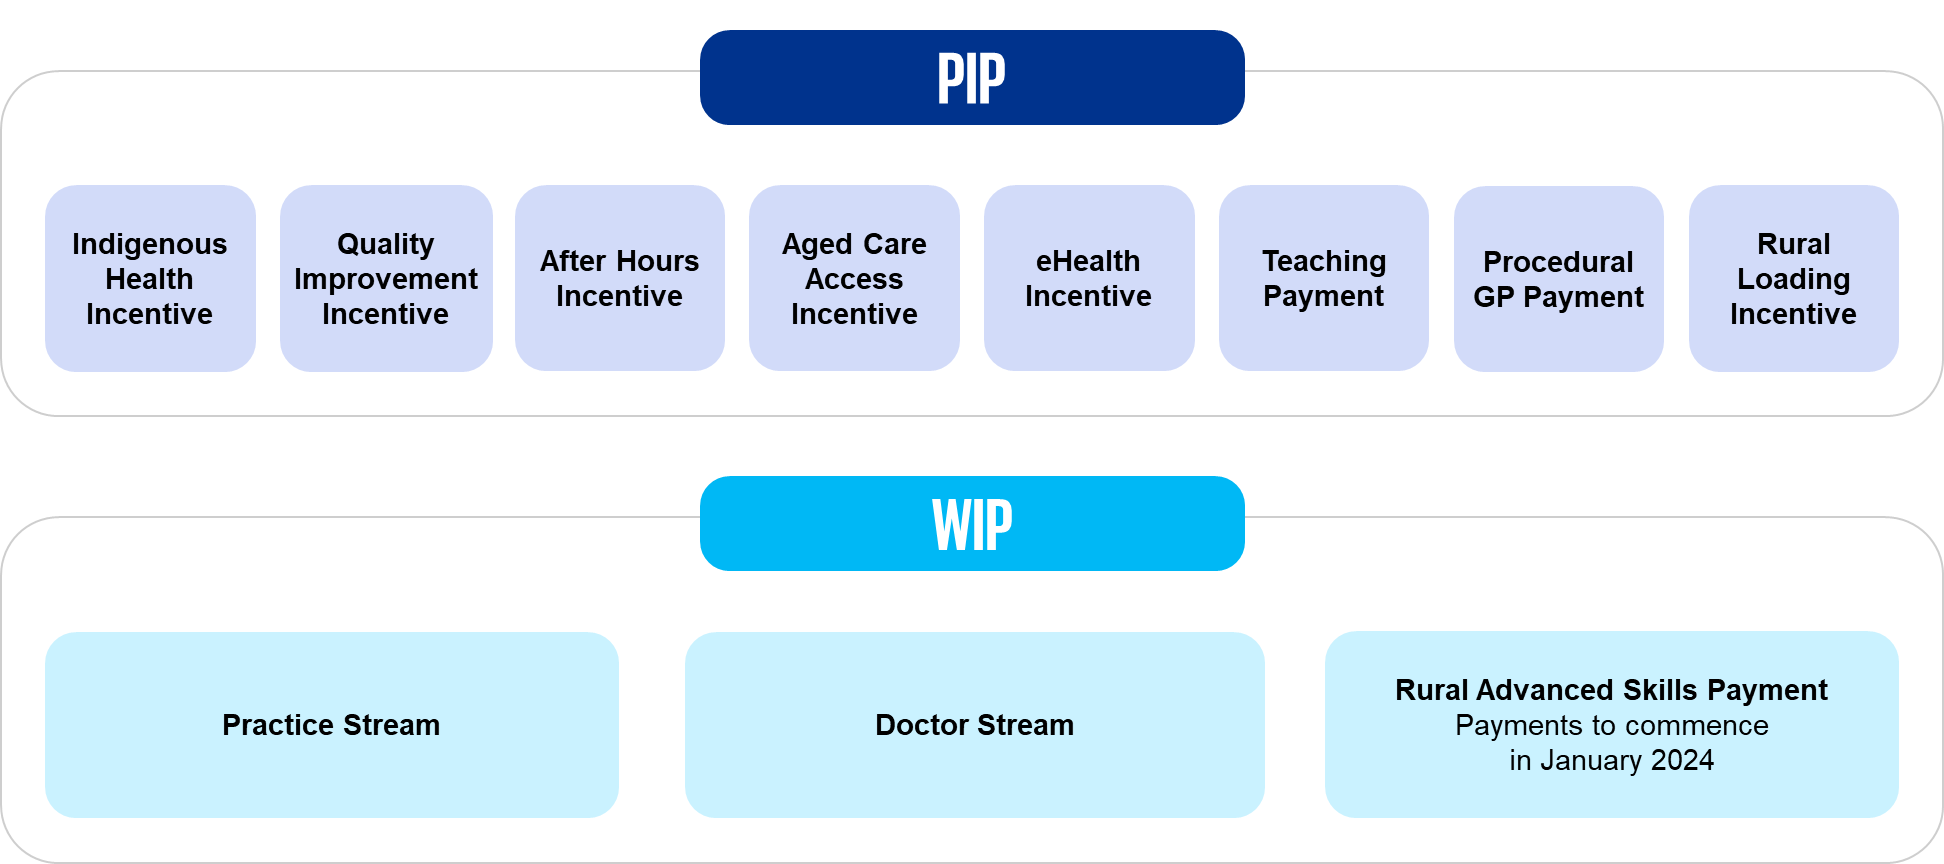 PIP
Indigenous
Health
Incentive
Quality
Improvement
Incentive
After Hours
Incentive
Aged Care
Access
Incentive
eHealth
Incentive
Teaching
Payment
Procedural
GP Payment
Rural
Loading
Incentive
WIP
Practice Stream
Doctor Stream
Rural Advanced Skills Payment
Payments to commence
in January 2024